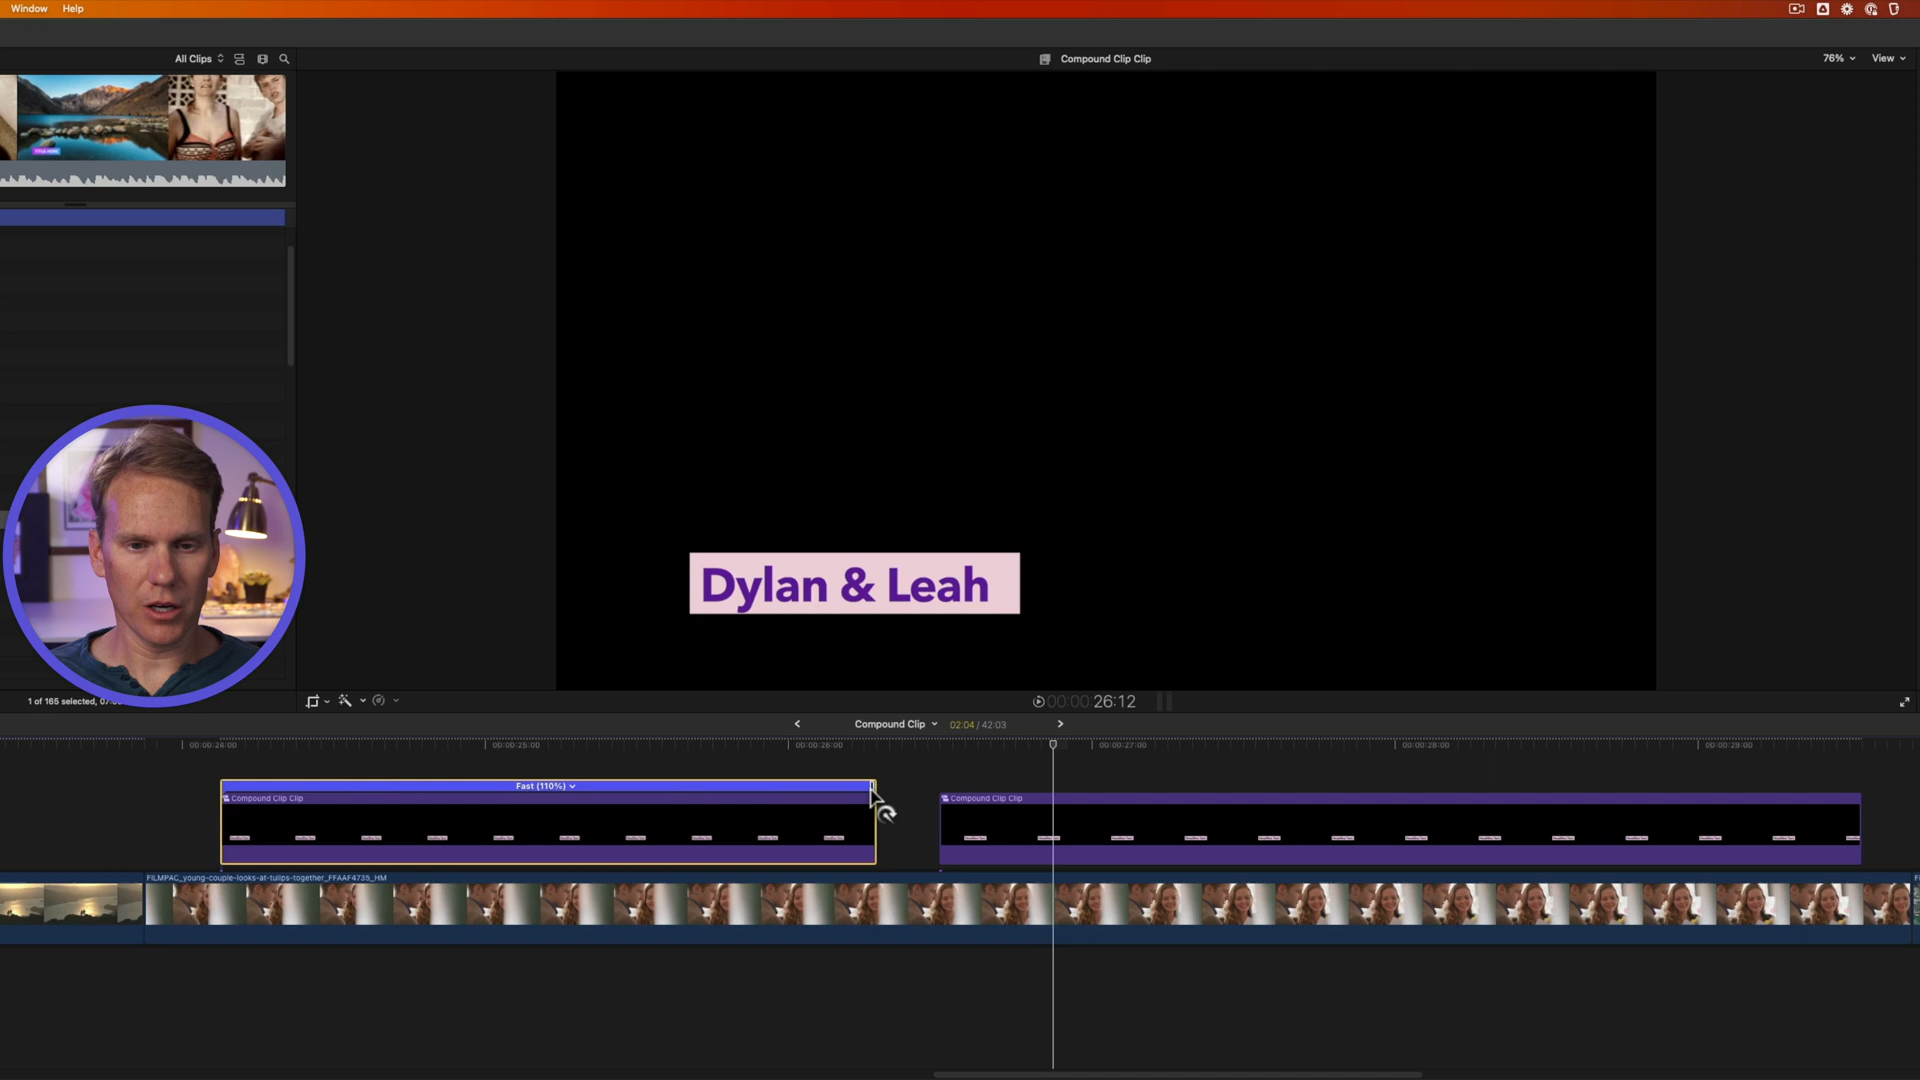 Window Help
All Clips
Compound Clip Clip
76% View
TITLE HERE
Dylan & Leah
1 of 165 selected, 07:
00:00:26:12
Compound Clip 02:04 / 42:03
00:00:24:00 00:00:25:00 00:00:26:00 00:00:27:00 00:00:28:00 00:00:29:00
Fast (110%)
Compound Clip Clip Compound Clip Clip
FILMPAC_young-couple-looks-at-tulips-together_FFAAF4735_HM